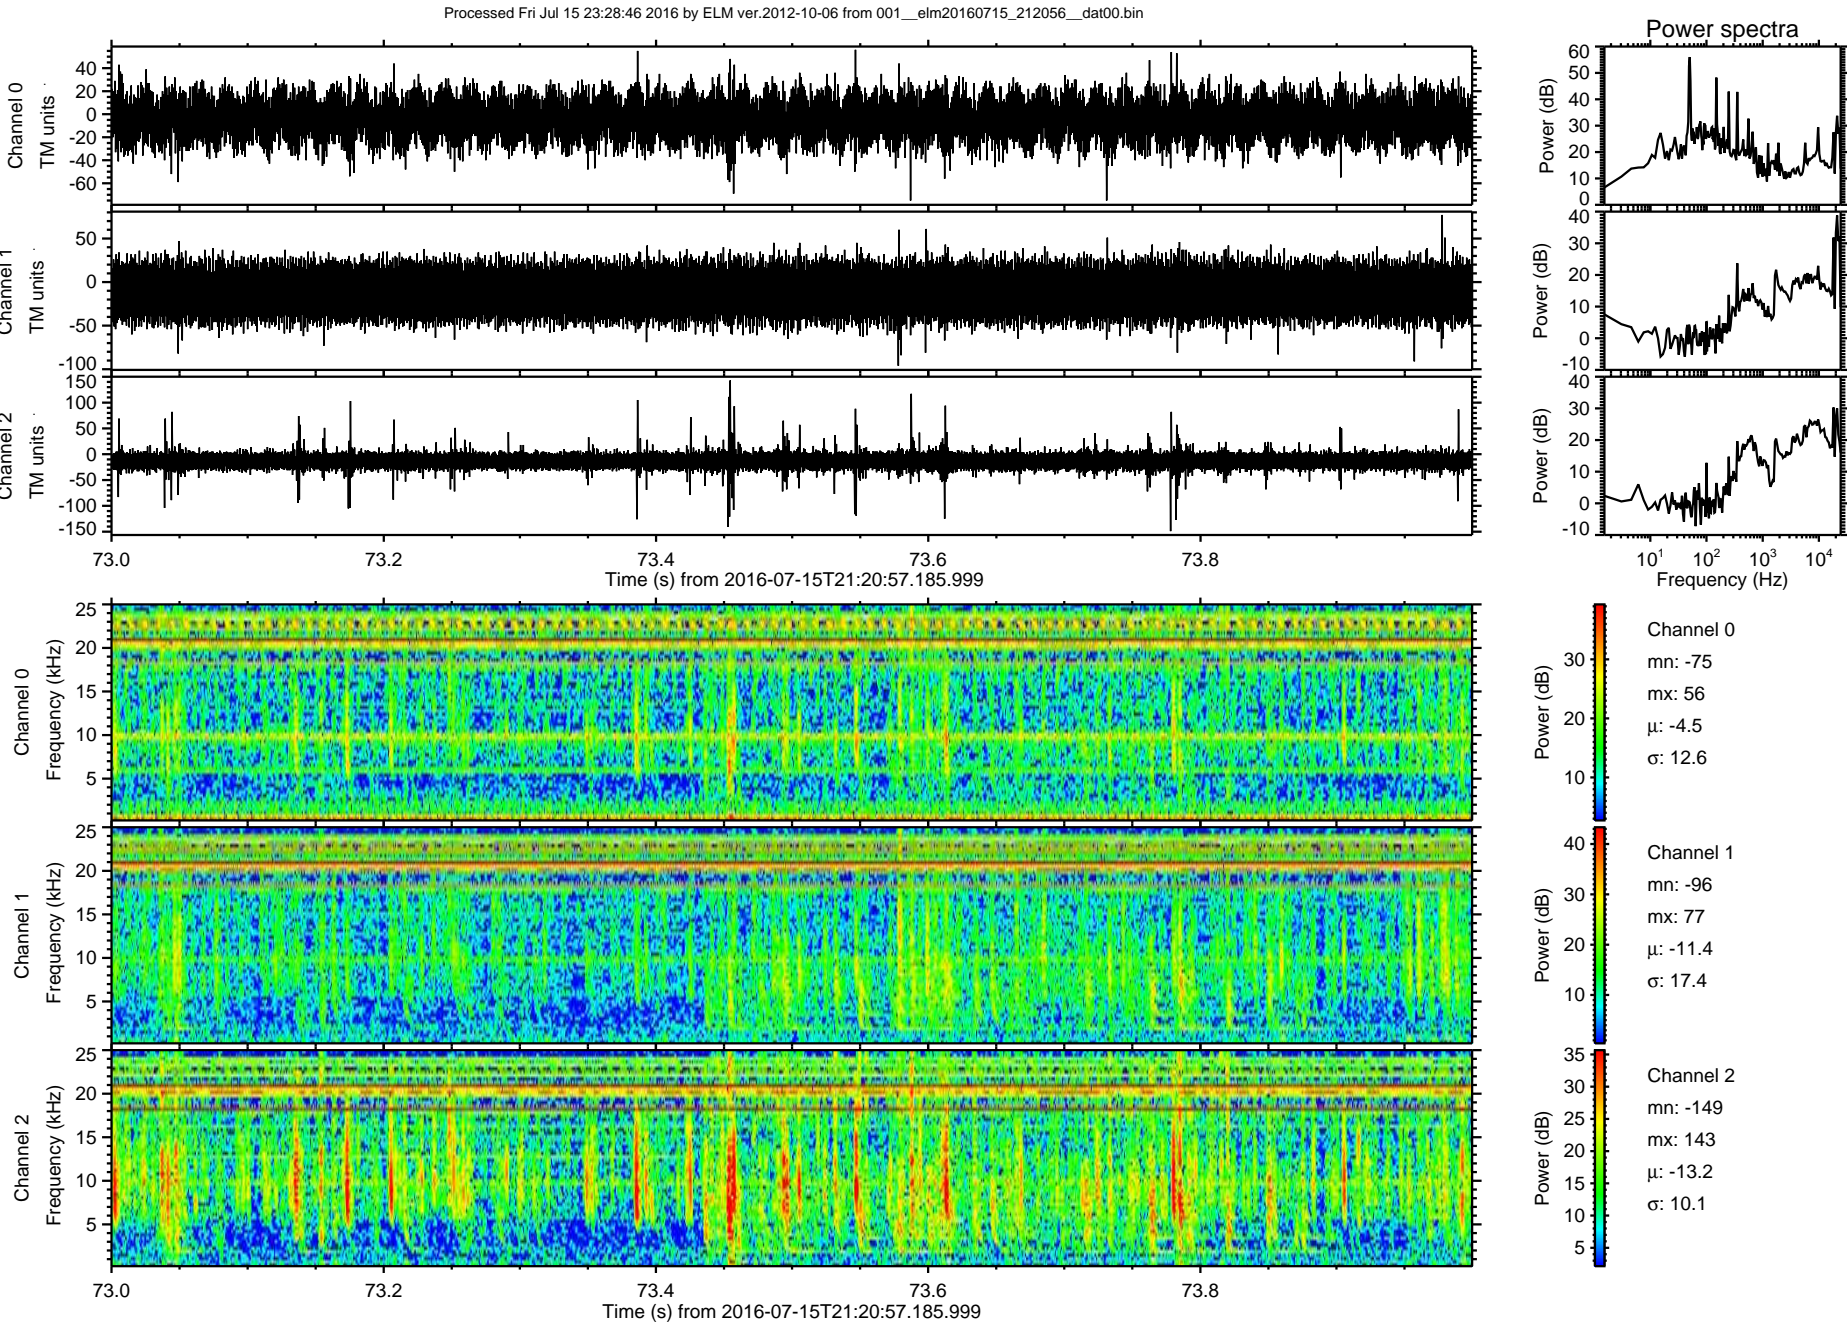 Processed Fri Jul 15 23:28:46 2016 by ELM ver.2012-10-06 from 001__elm20160715_212056__dat00.bin
Power spectra
Channel 0
TM units
40
20
0
-20
-40
-60
Power (dB)
60
50
40
30
20
10
0
Channel 1
TM units
50
0
-50
-100
Power (dB)
40
30
20
10
0
-10
Channel 2
TM units
150
100
50
0
-50
-100
-150
Power (dB)
40
30
20
10
0
-10
73.0
73.2
73.4
73.6
73.8
Time (s) from 2016-07-15T21:20:57.185.999
10¹
10²
10³
10⁴
Frequency (Hz)
Channel 0
Frequency (kHz)
25
20
15
10
5
Power (dB)
30
20
10
Channel 0
mn: -75
mx: 56
μ: -4.5
σ: 12.6
Channel 1
Frequency (kHz)
25
20
15
10
5
Power (dB)
40
30
20
10
Channel 1
mn: -96
mx: 77
μ: -11.4
σ: 17.4
Channel 2
Frequency (kHz)
25
20
15
10
5
Power (dB)
35
30
25
20
15
10
5
Channel 2
mn: -149
mx: 143
μ: -13.2
σ: 10.1
73.0
73.2
73.4
73.6
73.8
Time (s) from 2016-07-15T21:20:57.185.999